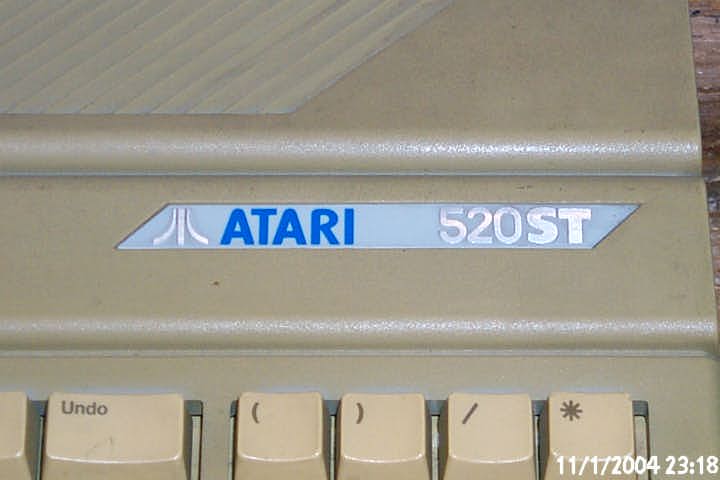 ATARI 520ST
Undo ( ) / *
11/1/2004 23:18